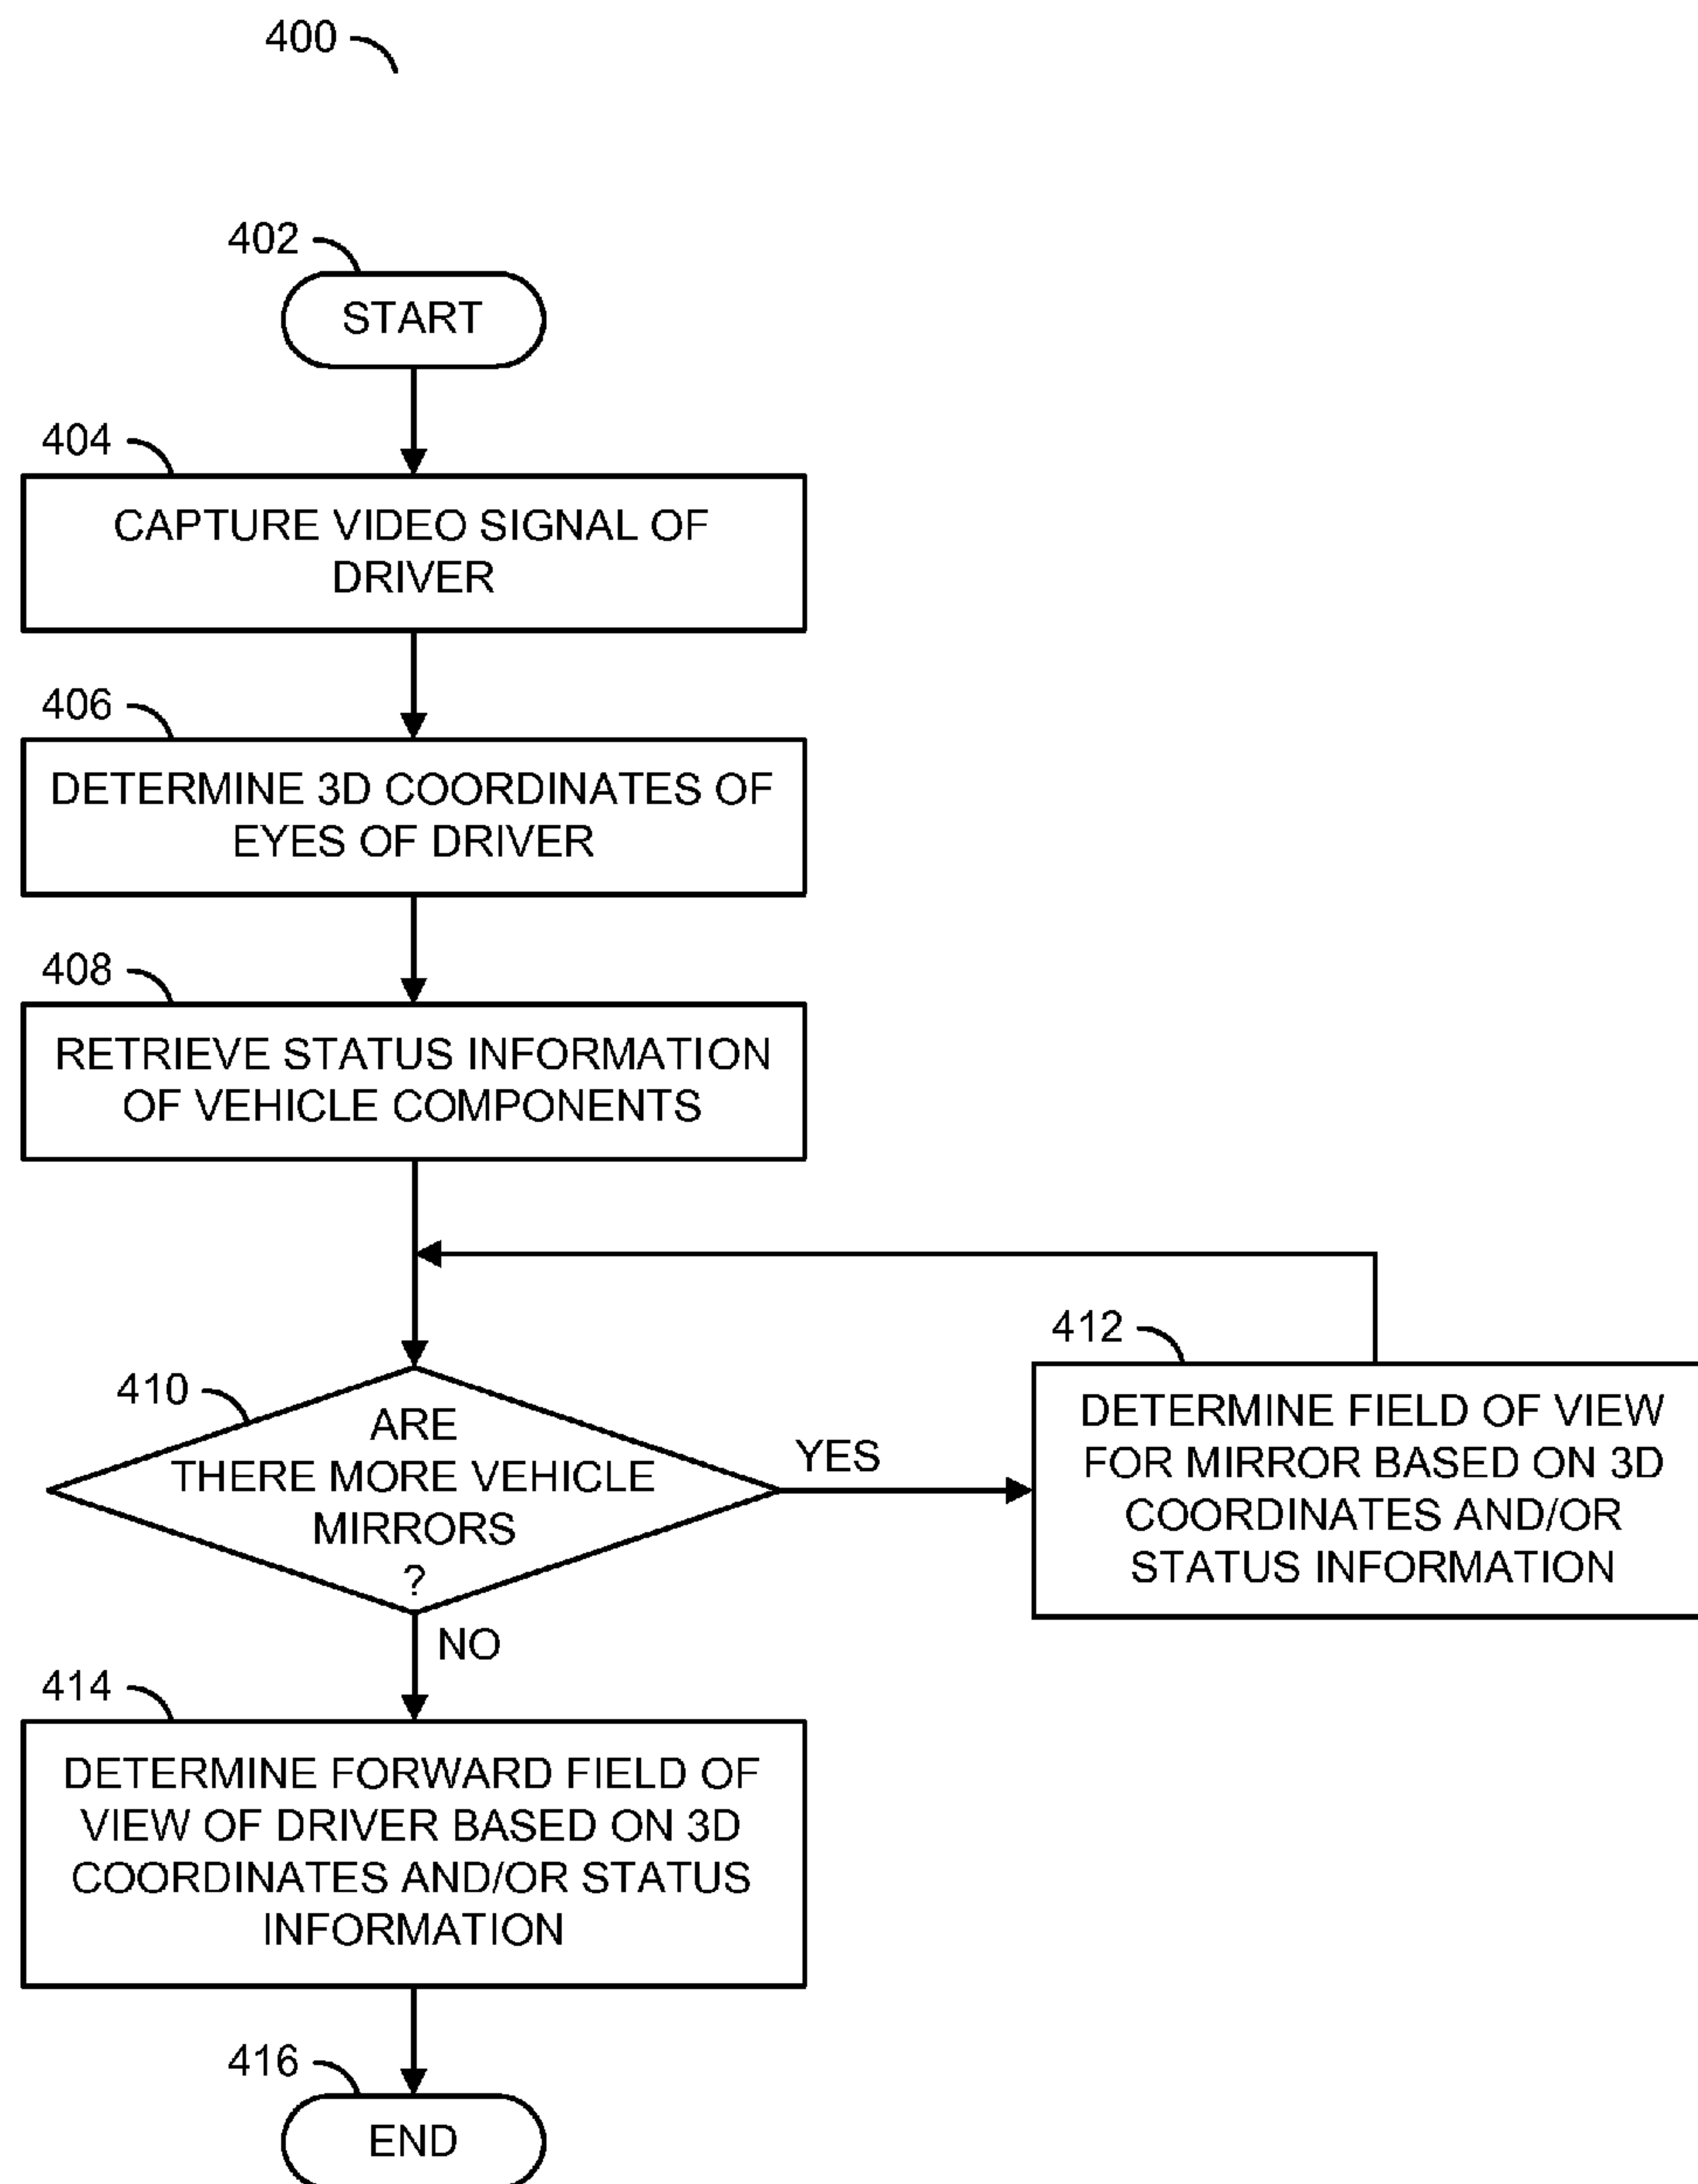 400
402
START
404
CAPTURE VIDEO SIGNAL OF
DRIVER
406
DETERMINE 3D COORDINATES OF
EYES OF DRIVER
408
RETRIEVE STATUS INFORMATION
OF VEHICLE COMPONENTS
410
ARE
THERE MORE VEHICLE
MIRRORS
?
YES
412
DETERMINE FIELD OF VIEW
FOR MIRROR BASED ON 3D
COORDINATES AND/OR
STATUS INFORMATION
NO
414
DETERMINE FORWARD FIELD OF
VIEW OF DRIVER BASED ON 3D
COORDINATES AND/OR STATUS
INFORMATION
416
END